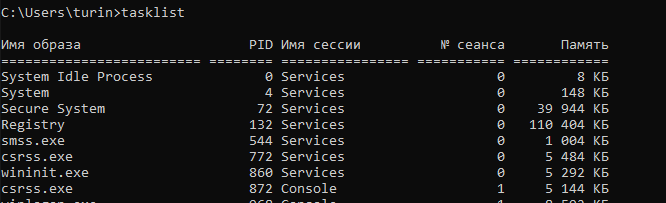 C:\Users\turin>tasklist
Имя образа PID Имя сессии № сеанса Память
========================= ======== ================ =========== ============
System Idle Process 0 Services 0 8 КБ
System 4 Services 0 148 КБ
Secure System 72 Services 0 39 944 КБ
Registry 132 Services 0 110 404 КБ
smss.exe 544 Services 0 1 004 КБ
csrss.exe 772 Services 0 5 484 КБ
wininit.exe 860 Services 0 5 292 КБ
csrss.exe 872 Console 1 5 144 КБ